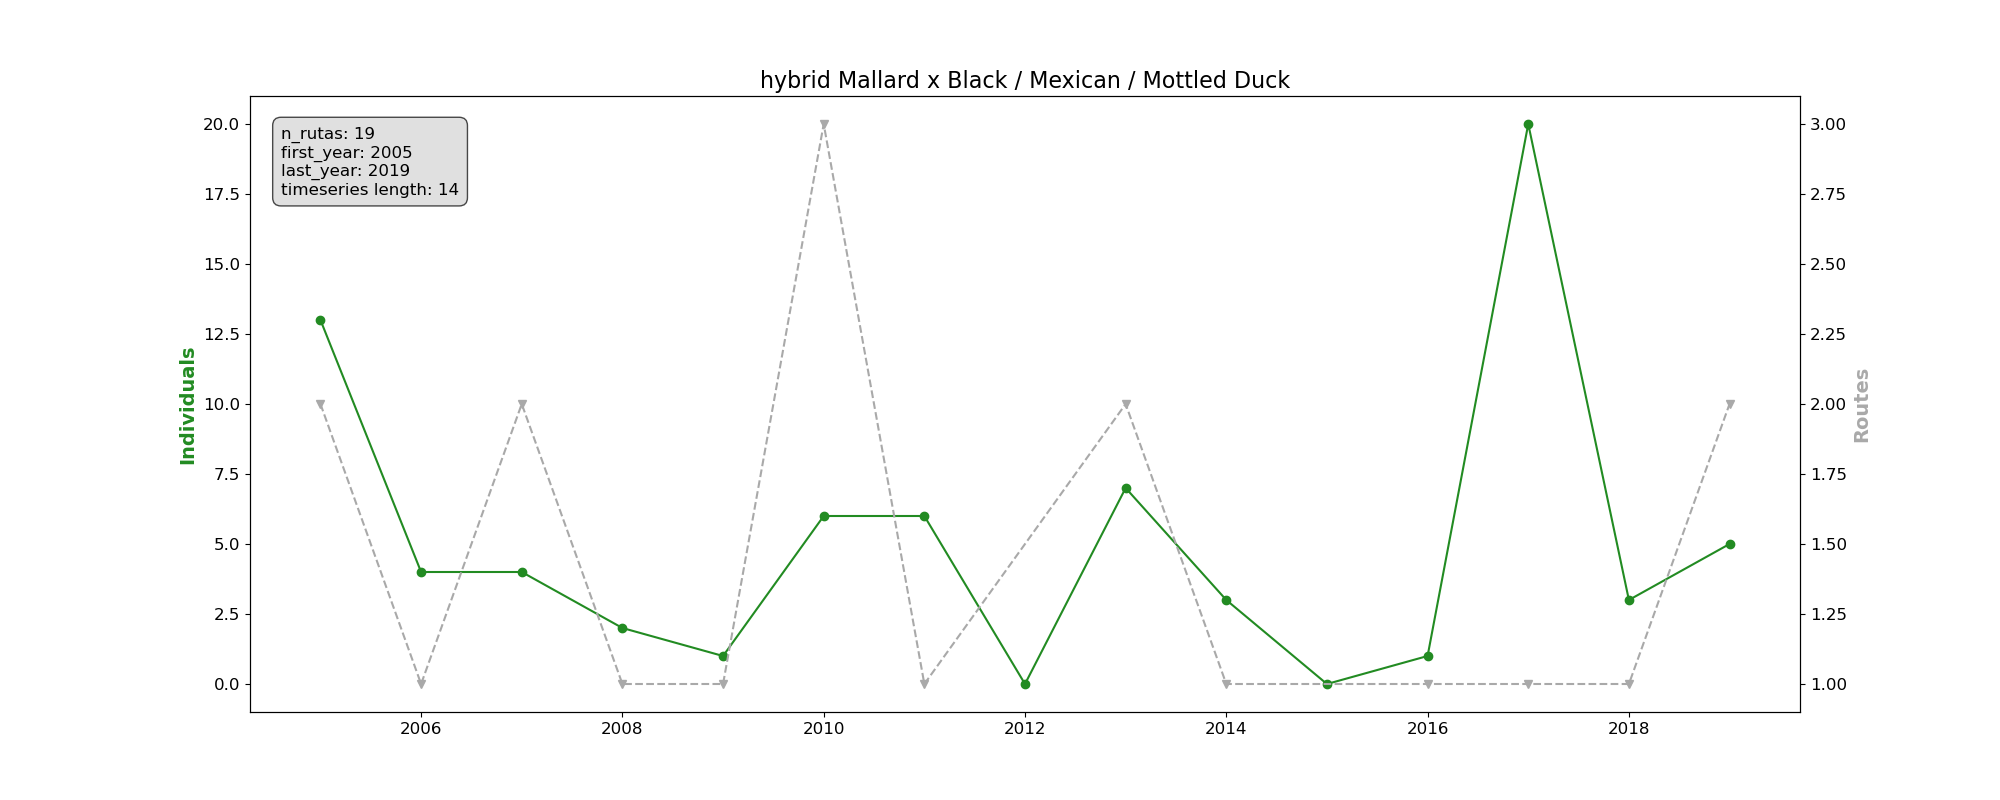 hybrid Mallard x Black / Mexican / Mottled Duck
n_rutas: 19
first_year: 2005
last_year: 2019
timeseries length: 14
20.0
17.5
15.0
12.5
10.0
7.5
5.0
2.5
0.0
Individuals
3.00
2.75
2.50
2.25
2.00
1.75
1.50
1.25
1.00
Routes
2006 2008 2010 2012 2014 2016 2018